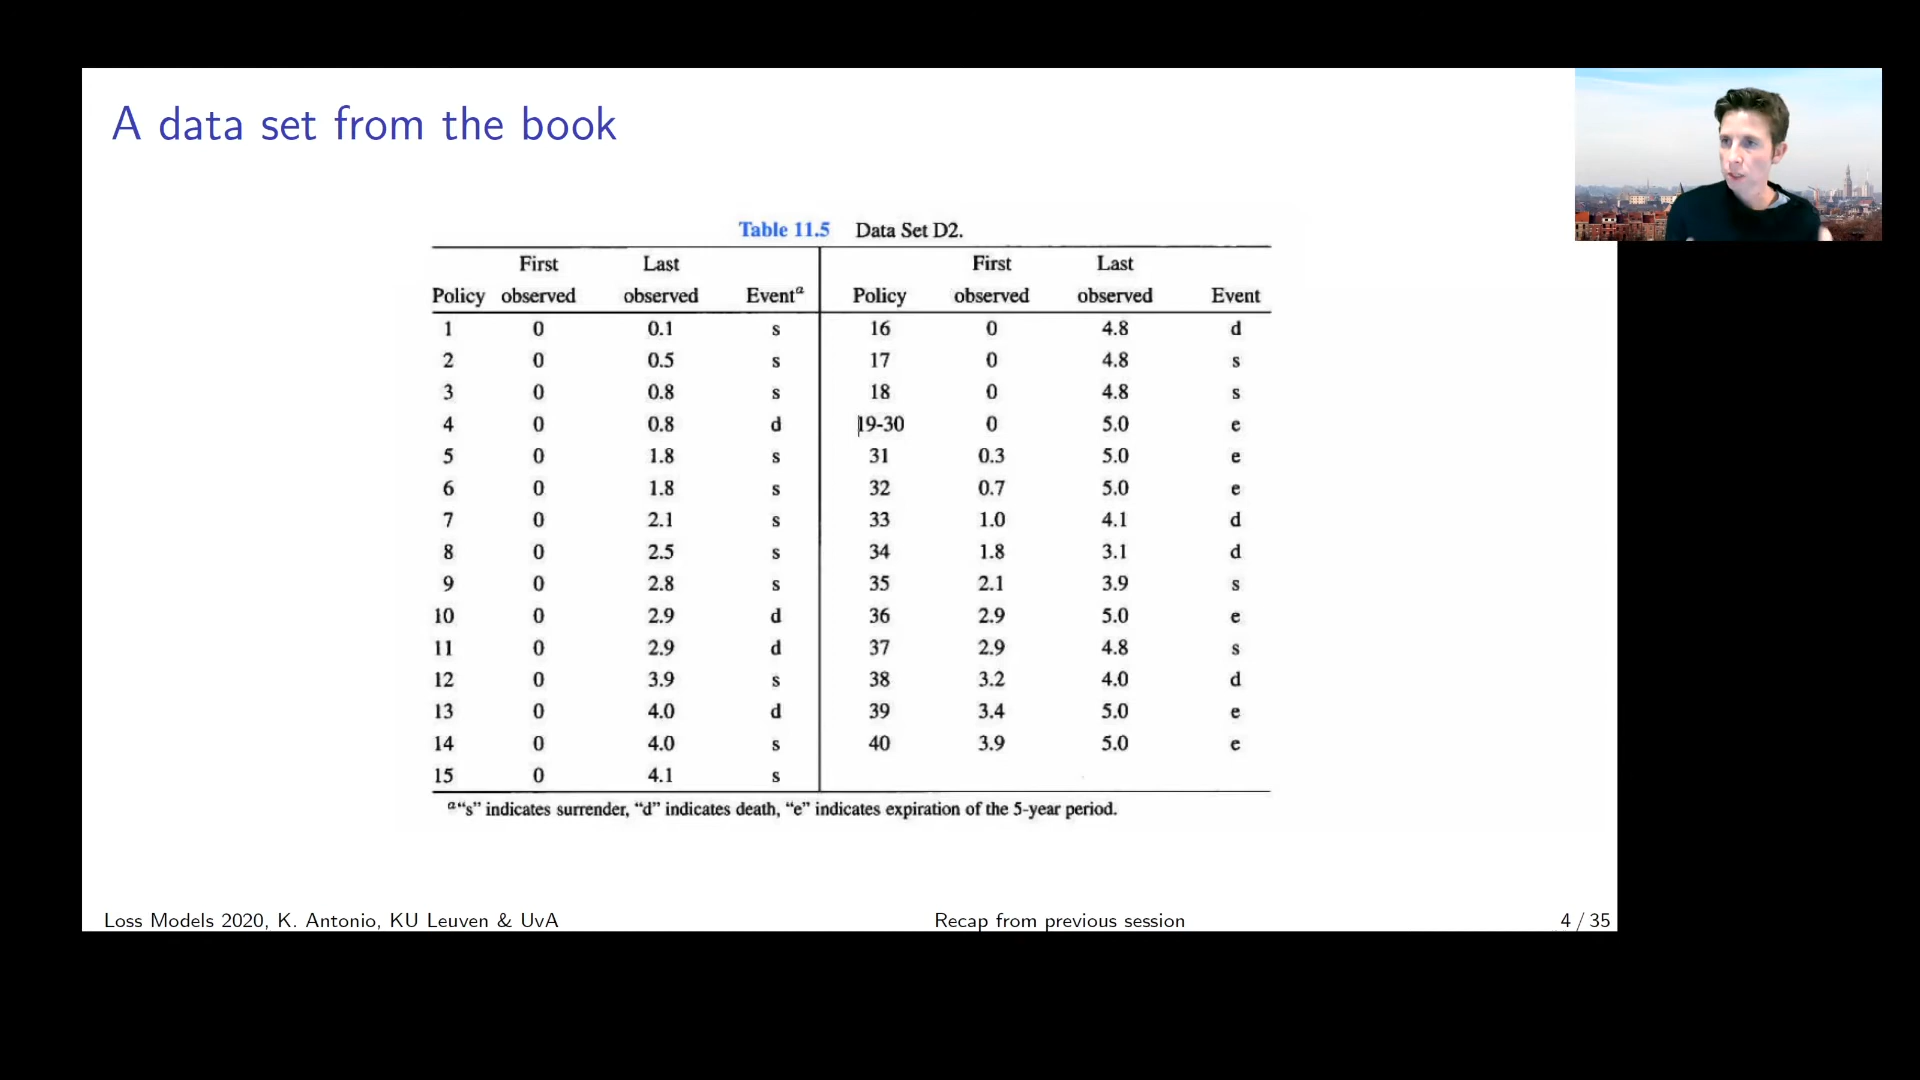 A data set from the book
Table 11.5 Data Set D2.
First Last First Last
Policy observed observed Eventᵃ Policy observed observed Event
1 0 0.1 s 16 0 4.8 d
2 0 0.5 s 17 0 4.8 s
3 0 0.8 s 18 0 4.8 s
4 0 0.8 d 19-30 0 5.0 e
5 0 1.8 s 31 0.3 5.0 e
6 0 1.8 s 32 0.7 5.0 e
7 0 2.1 s 33 1.0 4.1 d
8 0 2.5 s 34 1.8 3.1 d
9 0 2.8 s 35 2.1 3.9 s
10 0 2.9 d 36 2.9 5.0 e
11 0 2.9 d 37 2.9 4.8 s
12 0 3.9 s 38 3.2 4.0 d
13 0 4.0 d 39 3.4 5.0 e
14 0 4.0 s 40 3.9 5.0 e
15 0 4.1 s
ᵃ“s” indicates surrender, “d” indicates death, “e” indicates expiration of the 5-year period.
Loss Models 2020, K. Antonio, KU Leuven & UvA Recap from previous session 4 / 35